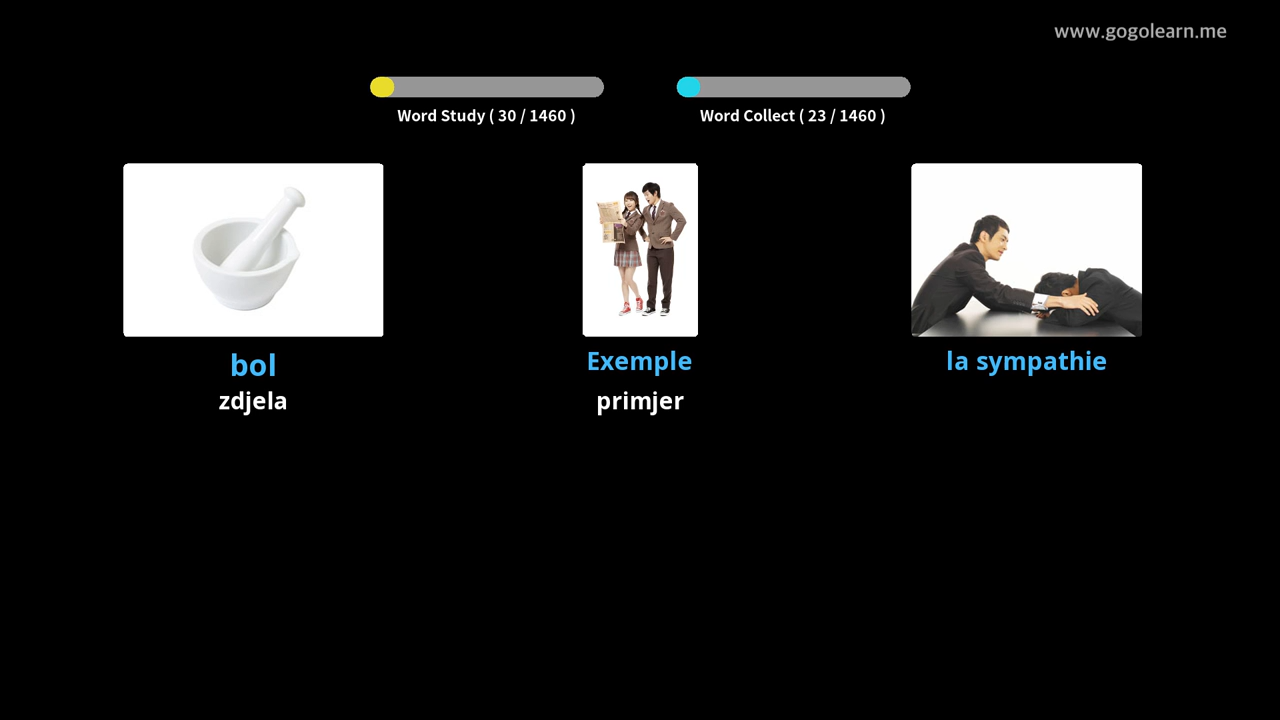 www.gogolearn.me
Word Study ( 30 / 1460 )
Word Collect ( 23 / 1460 )
bol
zdjela
Exemple
primjer
la sympathie